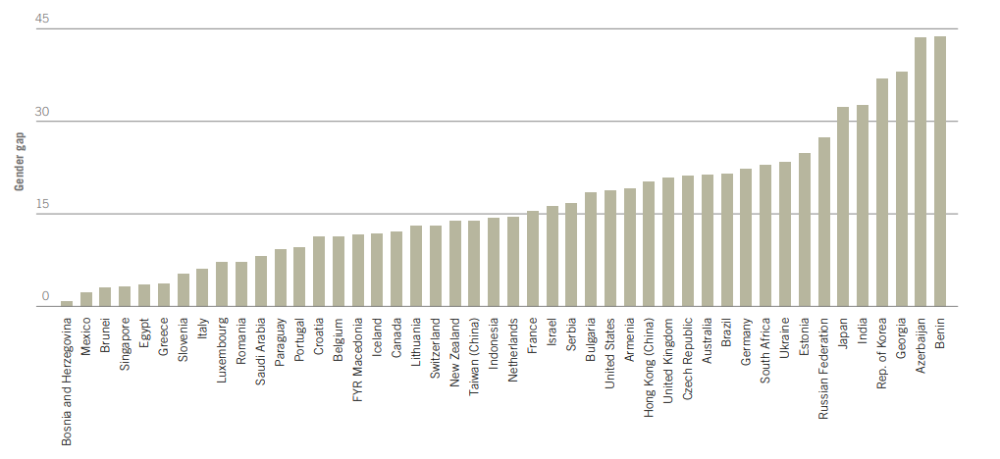 45
30
15
0
Gender gap
Bosnia and Herzegovina
Mexico
Brunei
Singapore
Egypt
Greece
Slovenia
Italy
Luxembourg
Romania
Saudi Arabia
Paraguay
Portugal
Croatia
Belgium
FYR Macedonia
Iceland
Canada
Lithuania
Switzerland
New Zealand
Taiwan (China)
Indonesia
Netherlands
France
Israel
Serbia
Bulgaria
United States
Armenia
Hong Kong (China)
United Kingdom
Czech Republic
Australia
Brazil
Germany
South Africa
Ukraine
Estonia
Russian Federation
Japan
India
Rep. of Korea
Georgia
Azerbaijan
Benin